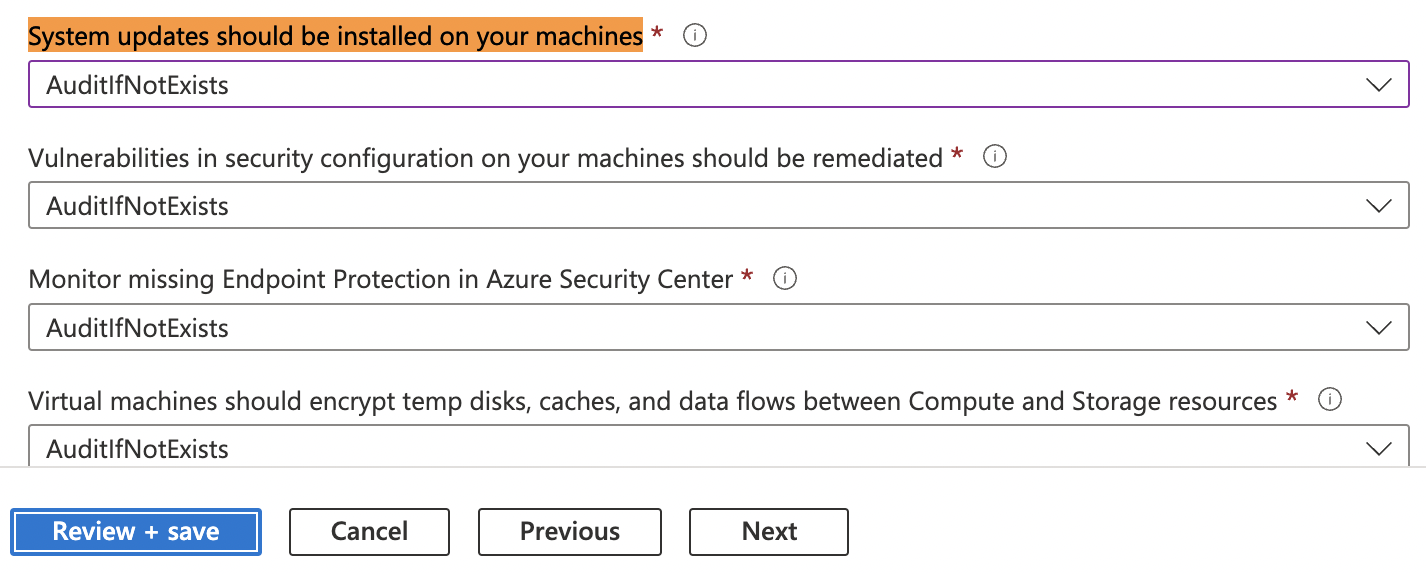 System updates should be installed on your machines *
AuditIfNotExists
Vulnerabilities in security configuration on your machines should be remediated *
AuditIfNotExists
Monitor missing Endpoint Protection in Azure Security Center *
AuditIfNotExists
Virtual machines should encrypt temp disks, caches, and data flows between Compute and Storage resources *
AuditIfNotExists
Review + save Cancel Previous Next